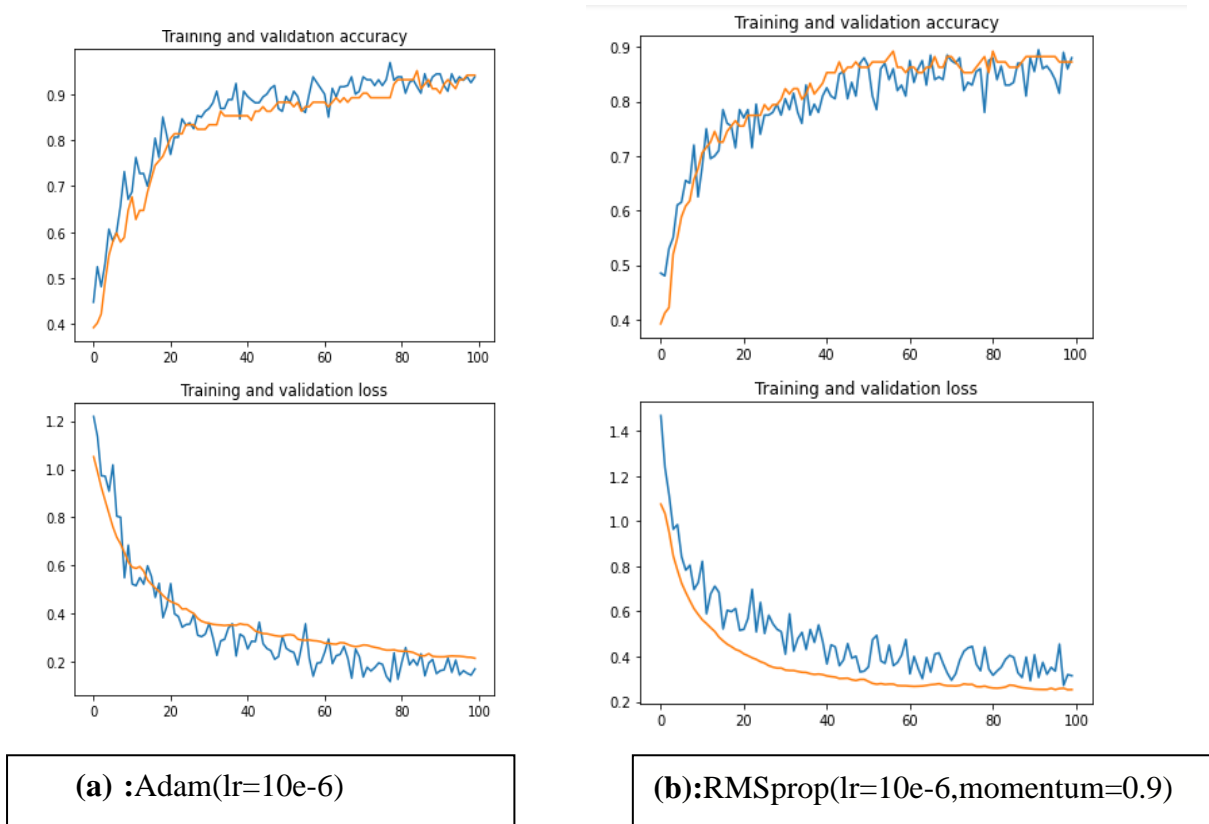 Training and validation accuracy
0.9
0.8
0.7
0.6
0.5
0.4
0 20 40 60 80 100
Training and validation loss
1.2
1.0
0.8
0.6
0.4
0.2
0 20 40 60 80 100
(a) :Adam(lr=10e-6)
Training and validation accuracy
0.9
0.8
0.7
0.6
0.5
0.4
0 20 40 60 80 100
Training and validation loss
1.4
1.2
1.0
0.8
0.6
0.4
0.2
0 20 40 60 80 100
(b):RMSprop(lr=10e-6,momentum=0.9)